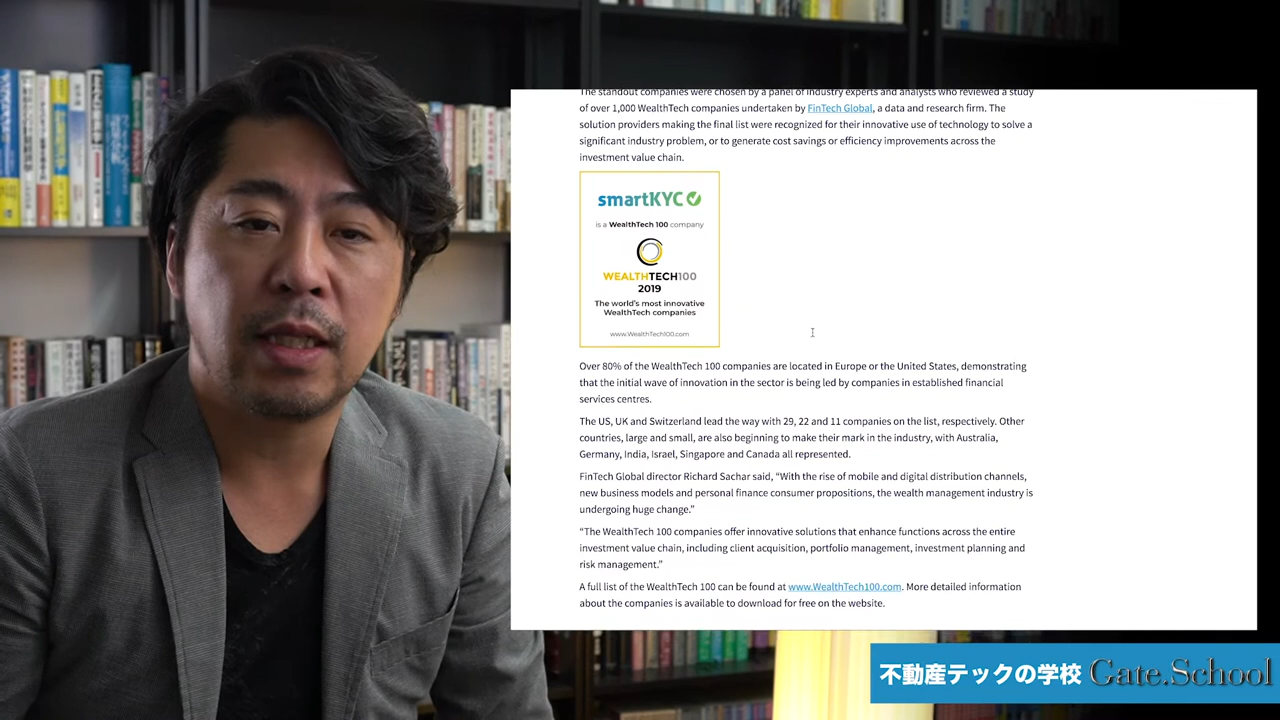 The standout companies were chosen by a panel of industry experts and analysts who reviewed a study
of over 1,000 WealthTech companies undertaken by FinTech Global, a data and research firm. The
solution providers making the final list were recognized for their innovative use of technology to solve a
significant industry problem, or to generate cost savings or efficiency improvements across the
investment value chain.
smartKYC
is a WealthTech 100 company
WEALTHTECH100
2019
The world's most innovative
WealthTech companies
www.WealthTech100.com
Over 80% of the WealthTech 100 companies are located in Europe or the United States, demonstrating
that the initial wave of innovation in the sector is being led by companies in established financial
services centres.
The US, UK and Switzerland lead the way with 29, 22 and 11 companies on the list, respectively. Other
countries, large and small, are also beginning to make their mark in the industry, with Australia,
Germany, India, Israel, Singapore and Canada all represented.
FinTech Global director Richard Sachar said, “With the rise of mobile and digital distribution channels,
new business models and personal finance consumer propositions, the wealth management industry is
undergoing huge change.”
“The WealthTech 100 companies offer innovative solutions that enhance functions across the entire
investment value chain, including client acquisition, portfolio management, investment planning and
risk management.”
A full list of the WealthTech 100 can be found at www.WealthTech100.com. More detailed information
about the companies is available to download for free on the website.
不動産テックの学校 Gate.School